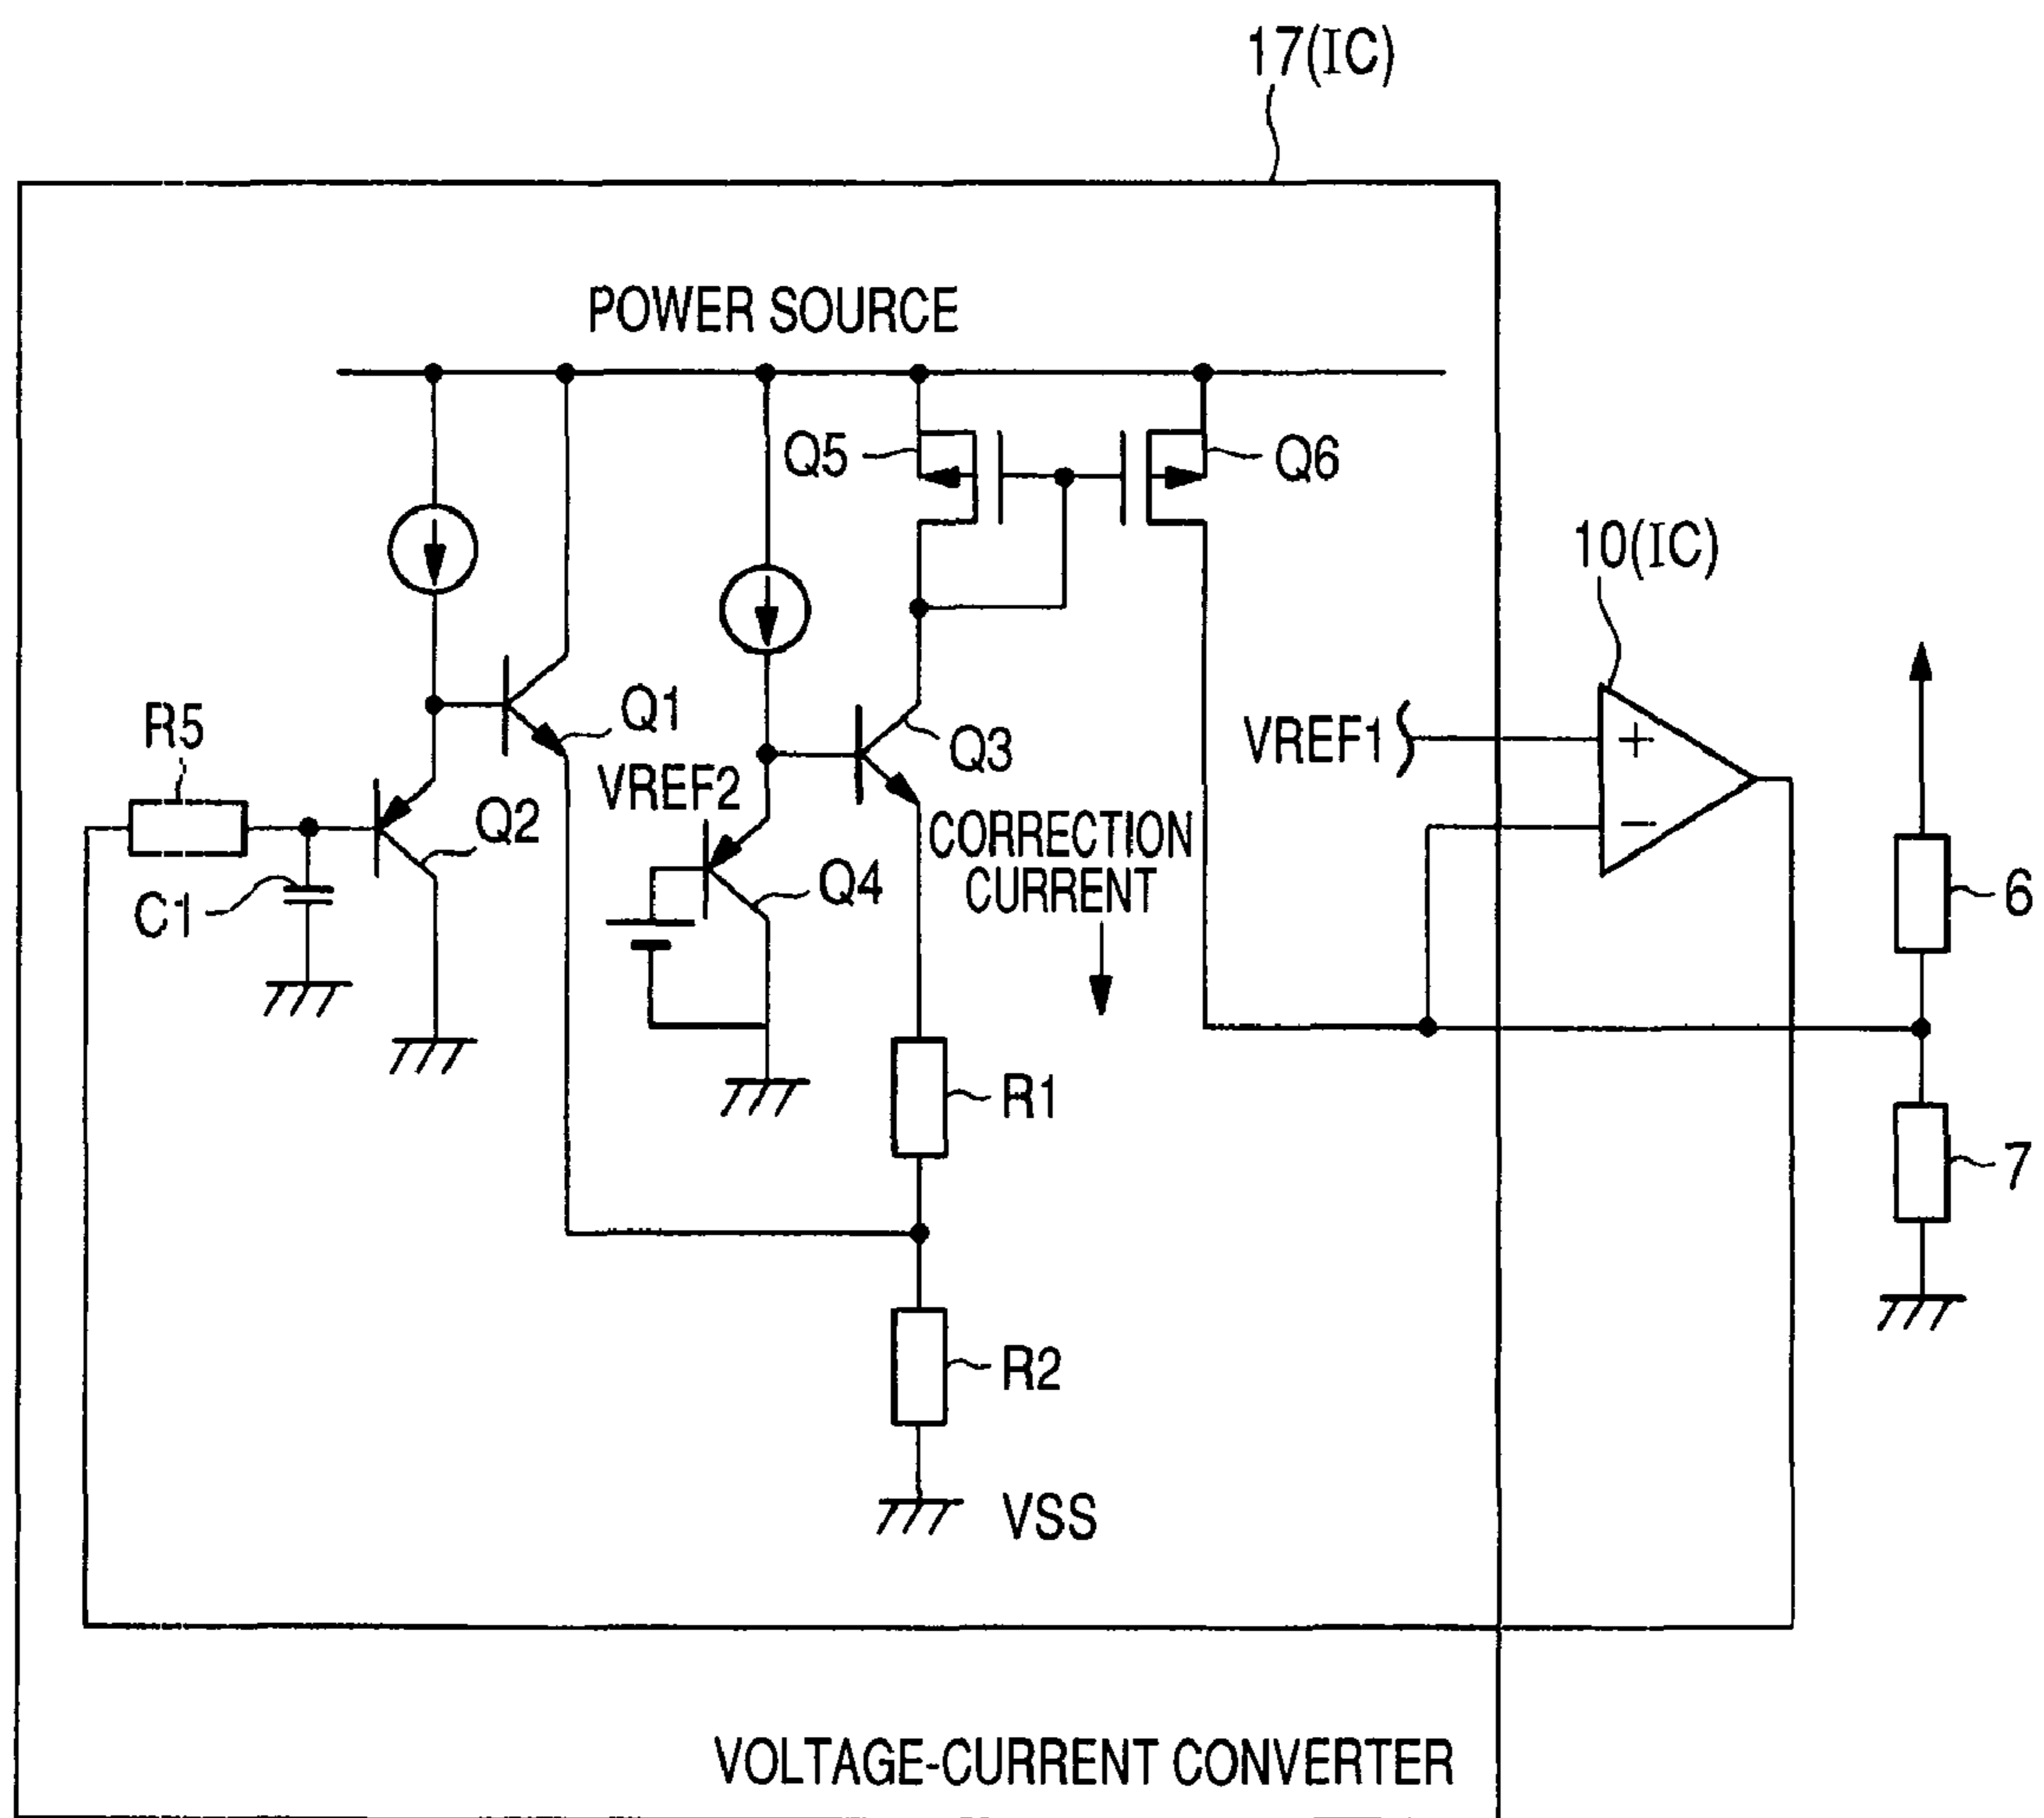 17(IC)
POWER SOURCE
Q5
Q6
10(IC)
R5
Q1
Q3
VREF1
+
VREF2
Q2
−
CORRECTION
CURRENT
Q4
C1
6
R1
7
R2
VSS
VOLTAGE-CURRENT CONVERTER